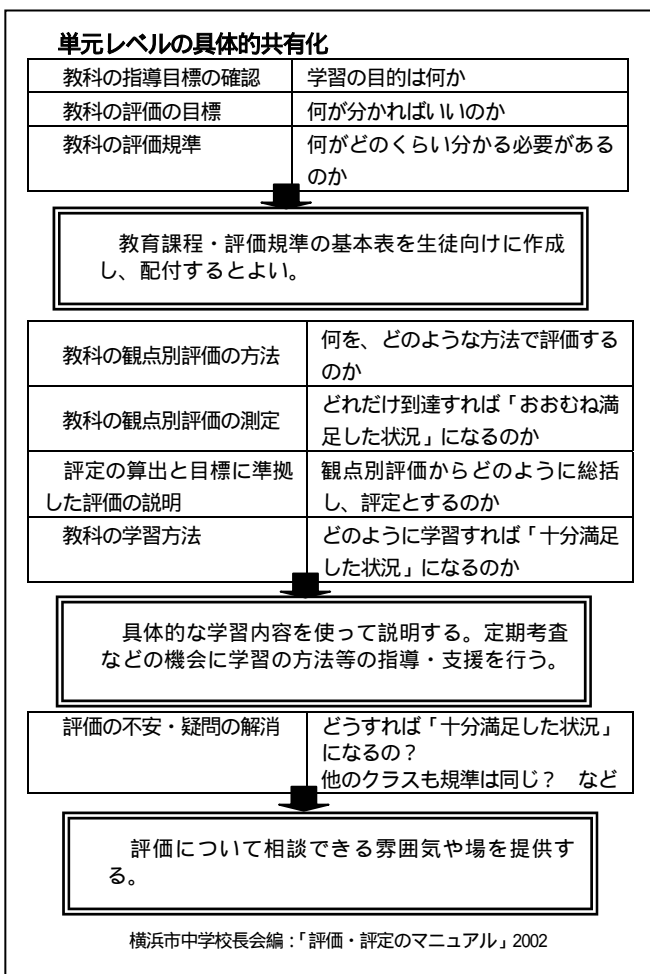 単元レベルの具体的共有化
教科の指導目標の確認 学習の目的は何か
教科の評価の目標 何が分かればいいのか
教科の評価規準 何がどのくらい分かる必要がある
のか
教育課程・評価規準の基本表を生徒向けに作成
し、配付するとよい。
教科の観点別評価の方法 何を、どのような方法で評価する
のか
教科の観点別評価の測定 どれだけ到達すれば「おおむね満
足した状況」になるのか
評定の算出と目標に準拠 観点別評価からどのように総括
した評価の説明 し、評定とするのか
教科の学習方法 どのように学習すれば「十分満足
した状況」になるのか
具体的な学習内容を使って説明する。定期考査
などの機会に学習の方法等の指導・支援を行う。
評価の不安・疑問の解消 どうすれば「十分満足した状況」
になるの？
他のクラスも規準は同じ？ など
評価について相談できる雰囲気や場を提供す
る。
横浜市中学校長会編：「評価・評定のマニュアル」2002